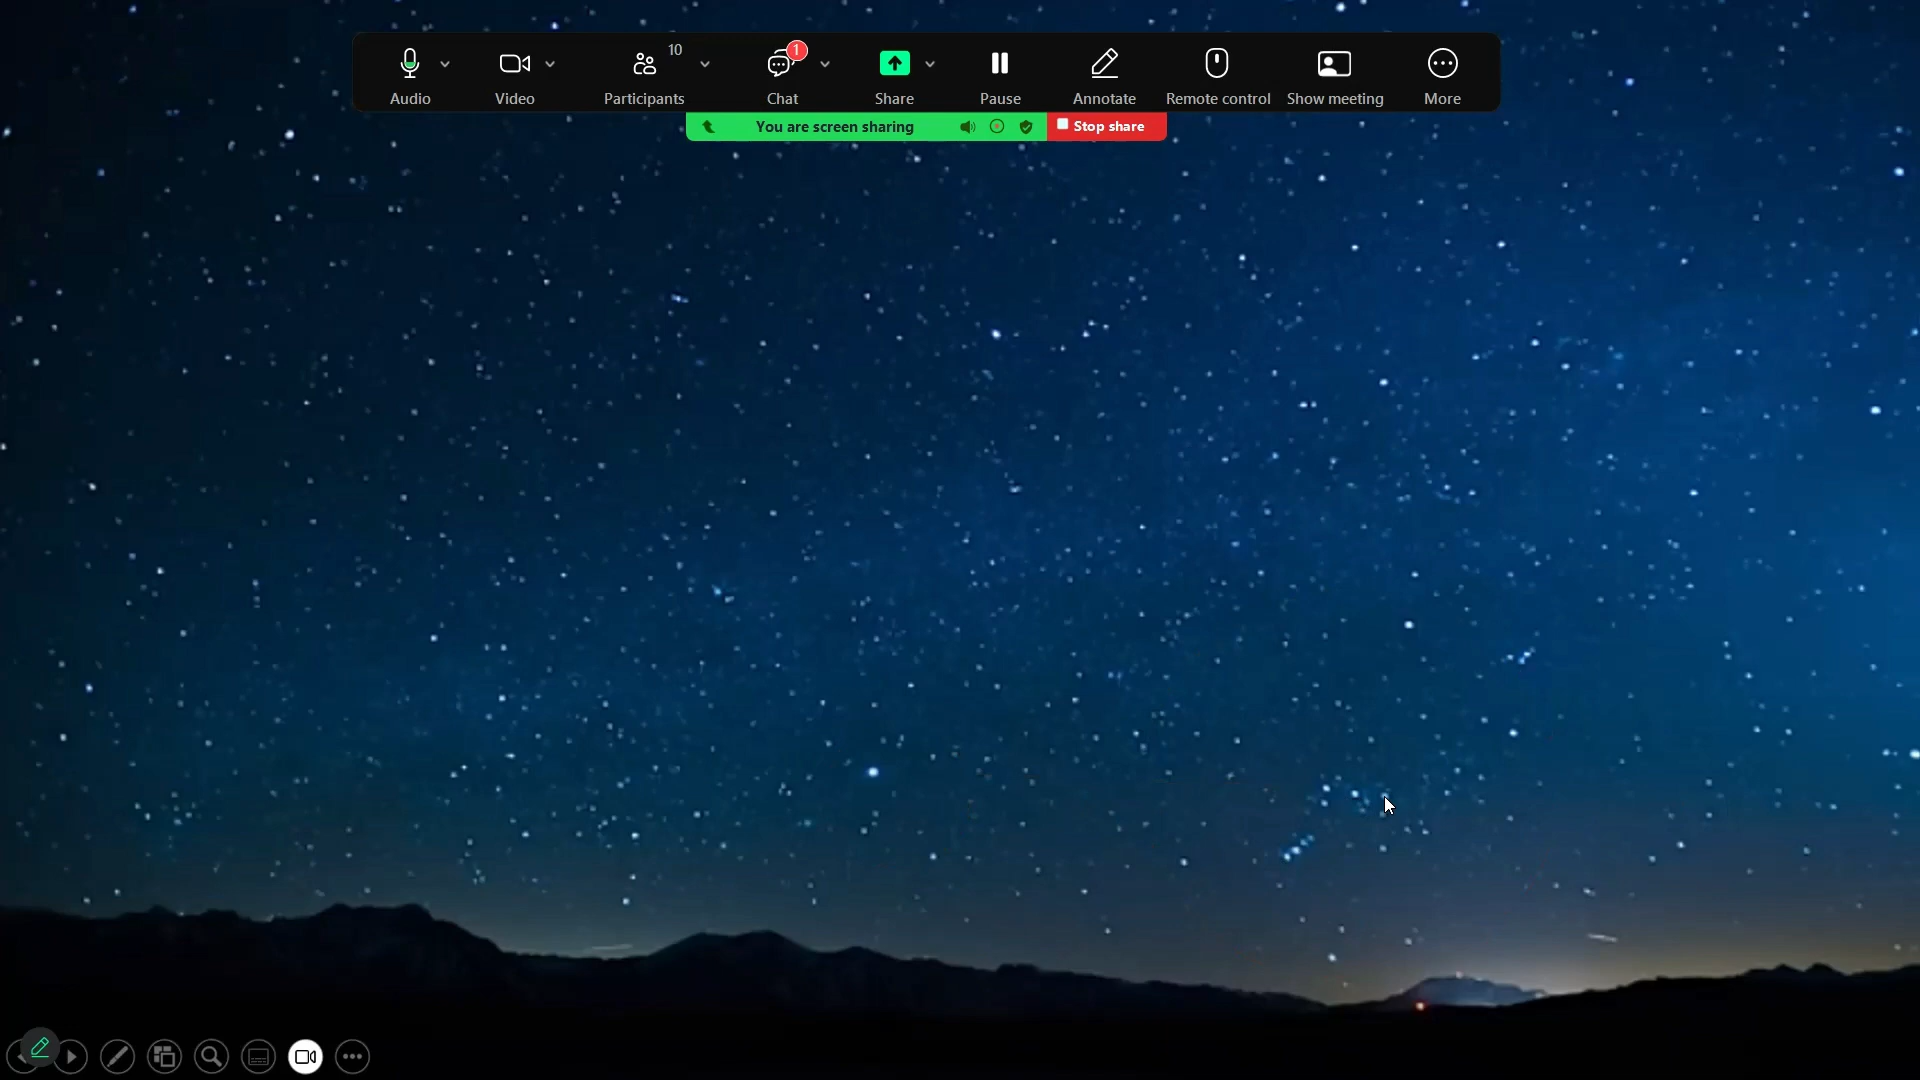 10
1
Audio
Video
Participants
Chat
Share
Pause
Annotate
Remote control
Show meeting
More
You are screen sharing
Stop share